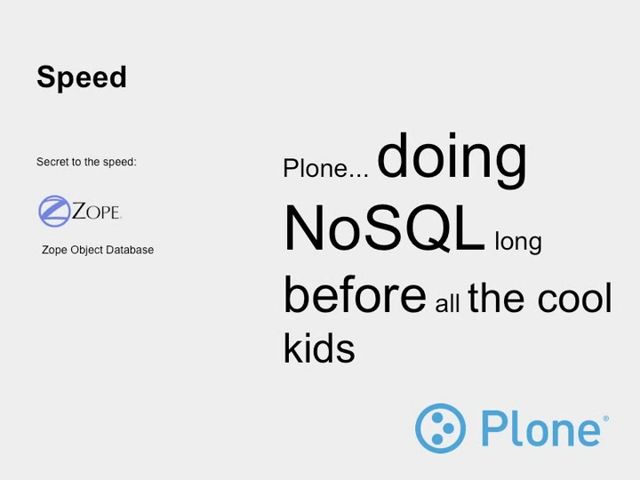 Speed
Secret to the speed:
ZOPE
Zope Object Database
Plone... doing
NoSQL long
before all the cool
kids
Plone®